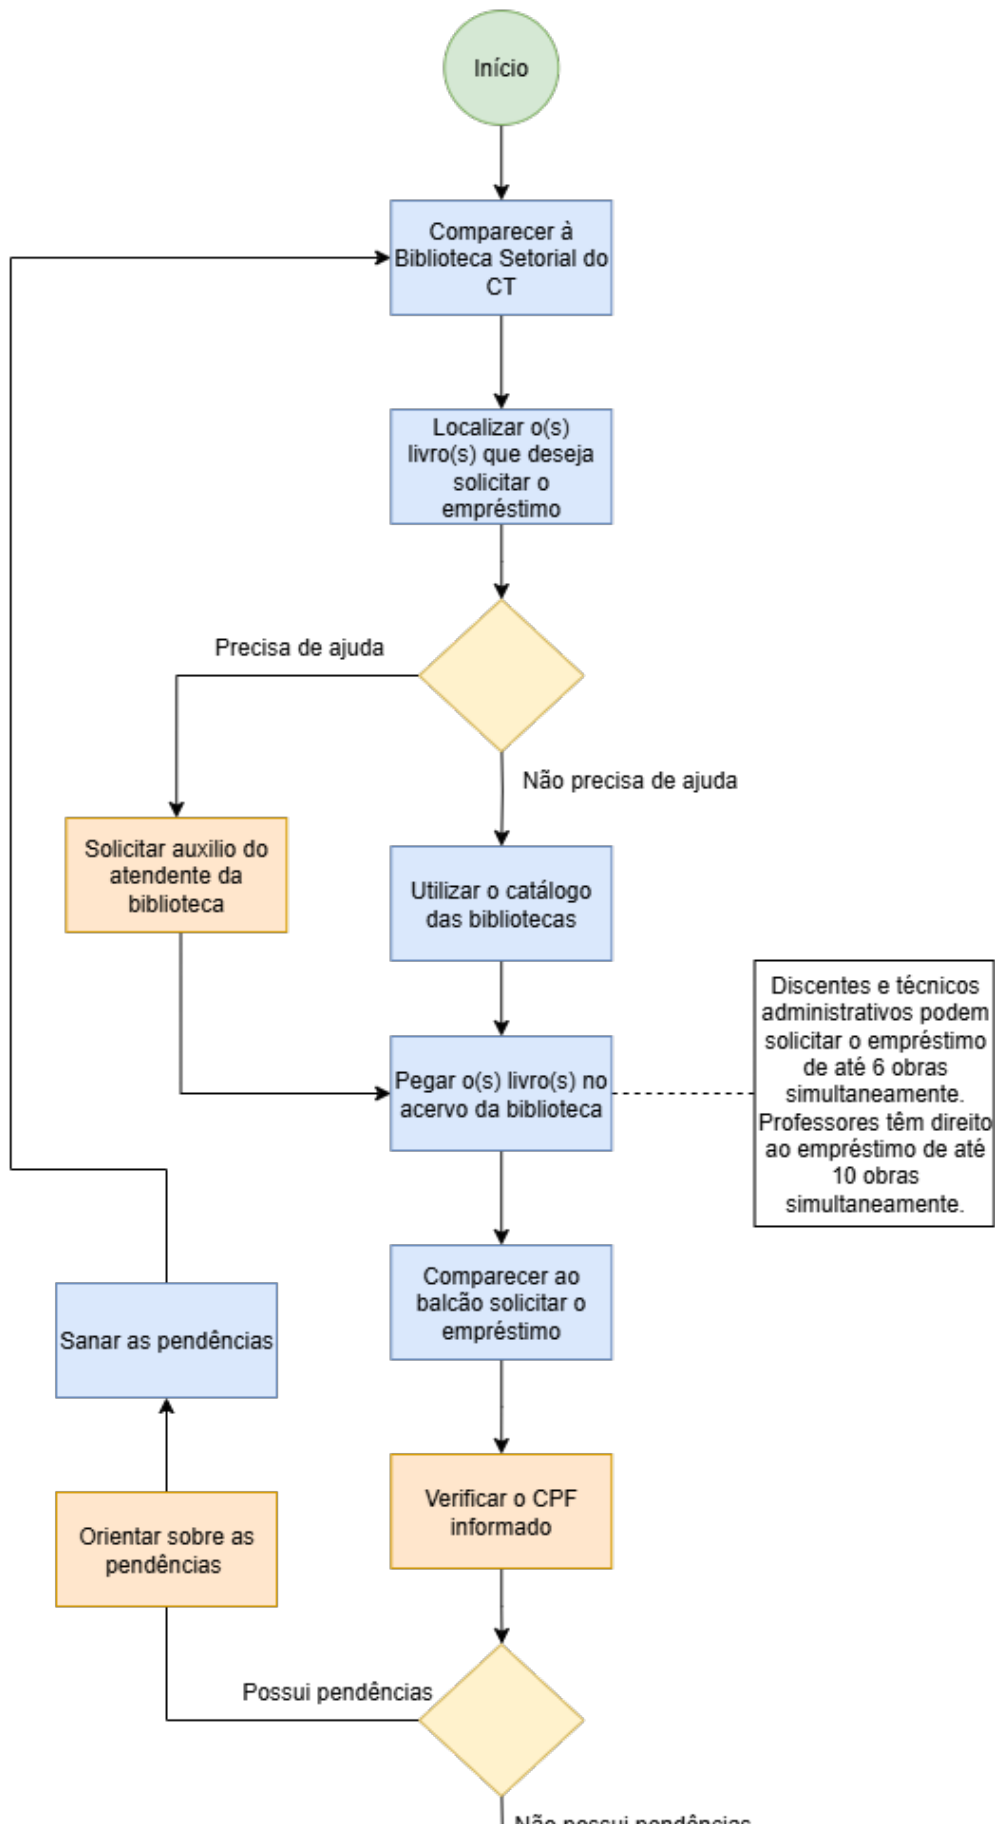 Início
Comparecer à
Biblioteca Setorial do
CT
Localizar o(s)
livro(s) que deseja
solicitar o
empréstimo
Precisa de ajuda
Não precisa de ajuda
Solicitar auxilio do
atendente da
biblioteca
Utilizar o catálogo
das bibliotecas
Discentes e técnicos
administrativos podem
solicitar o empréstimo
de até 6 obras
simultaneamente.
Professores têm direito
ao empréstimo de até
10 obras
simultaneamente.
Pegar o(s) livro(s) no
acervo da biblioteca
Comparecer ao
balcão solicitar o
empréstimo
Sanar as pendências
Verificar o CPF
informado
Orientar sobre as
pendências
Possui pendências
Não possui pendências